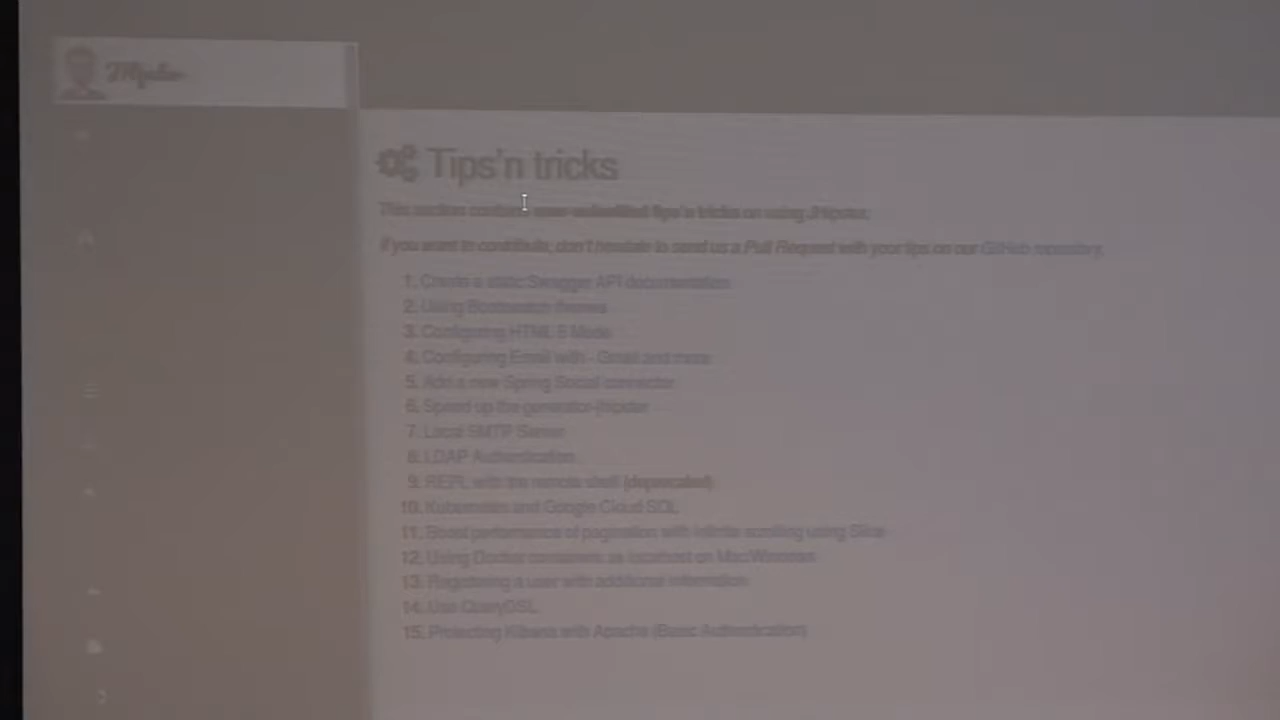 JHipster
Tips'n tricks
This section contains user-submitted tips'n tricks on using JHipster.
If you want to contribute, don't hesitate to send us a Pull Request with your tips on our GitHub repository.
1. Create a static Swagger API documentation
2. Using Bootswatch themes
3. Configuring HTML 5 Mode
4. Configuring Email with - Gmail and more
5. Add a new Spring Social connector
6. Speed up the generator-jhipster
7. Local SMTP Server
8. LDAP Authentication
9. REPL with the remote shell (deprecated)
10. Kubernetes and Google Cloud SQL
11. Boost performance of pagination with infinite scrolling using Slice
12. Using Docker containers as localhost on Mac/Windows
13. Registering a user with additional information
14. Use QueryDSL
15. Protecting Kibana with Apache (Basic Authentication)